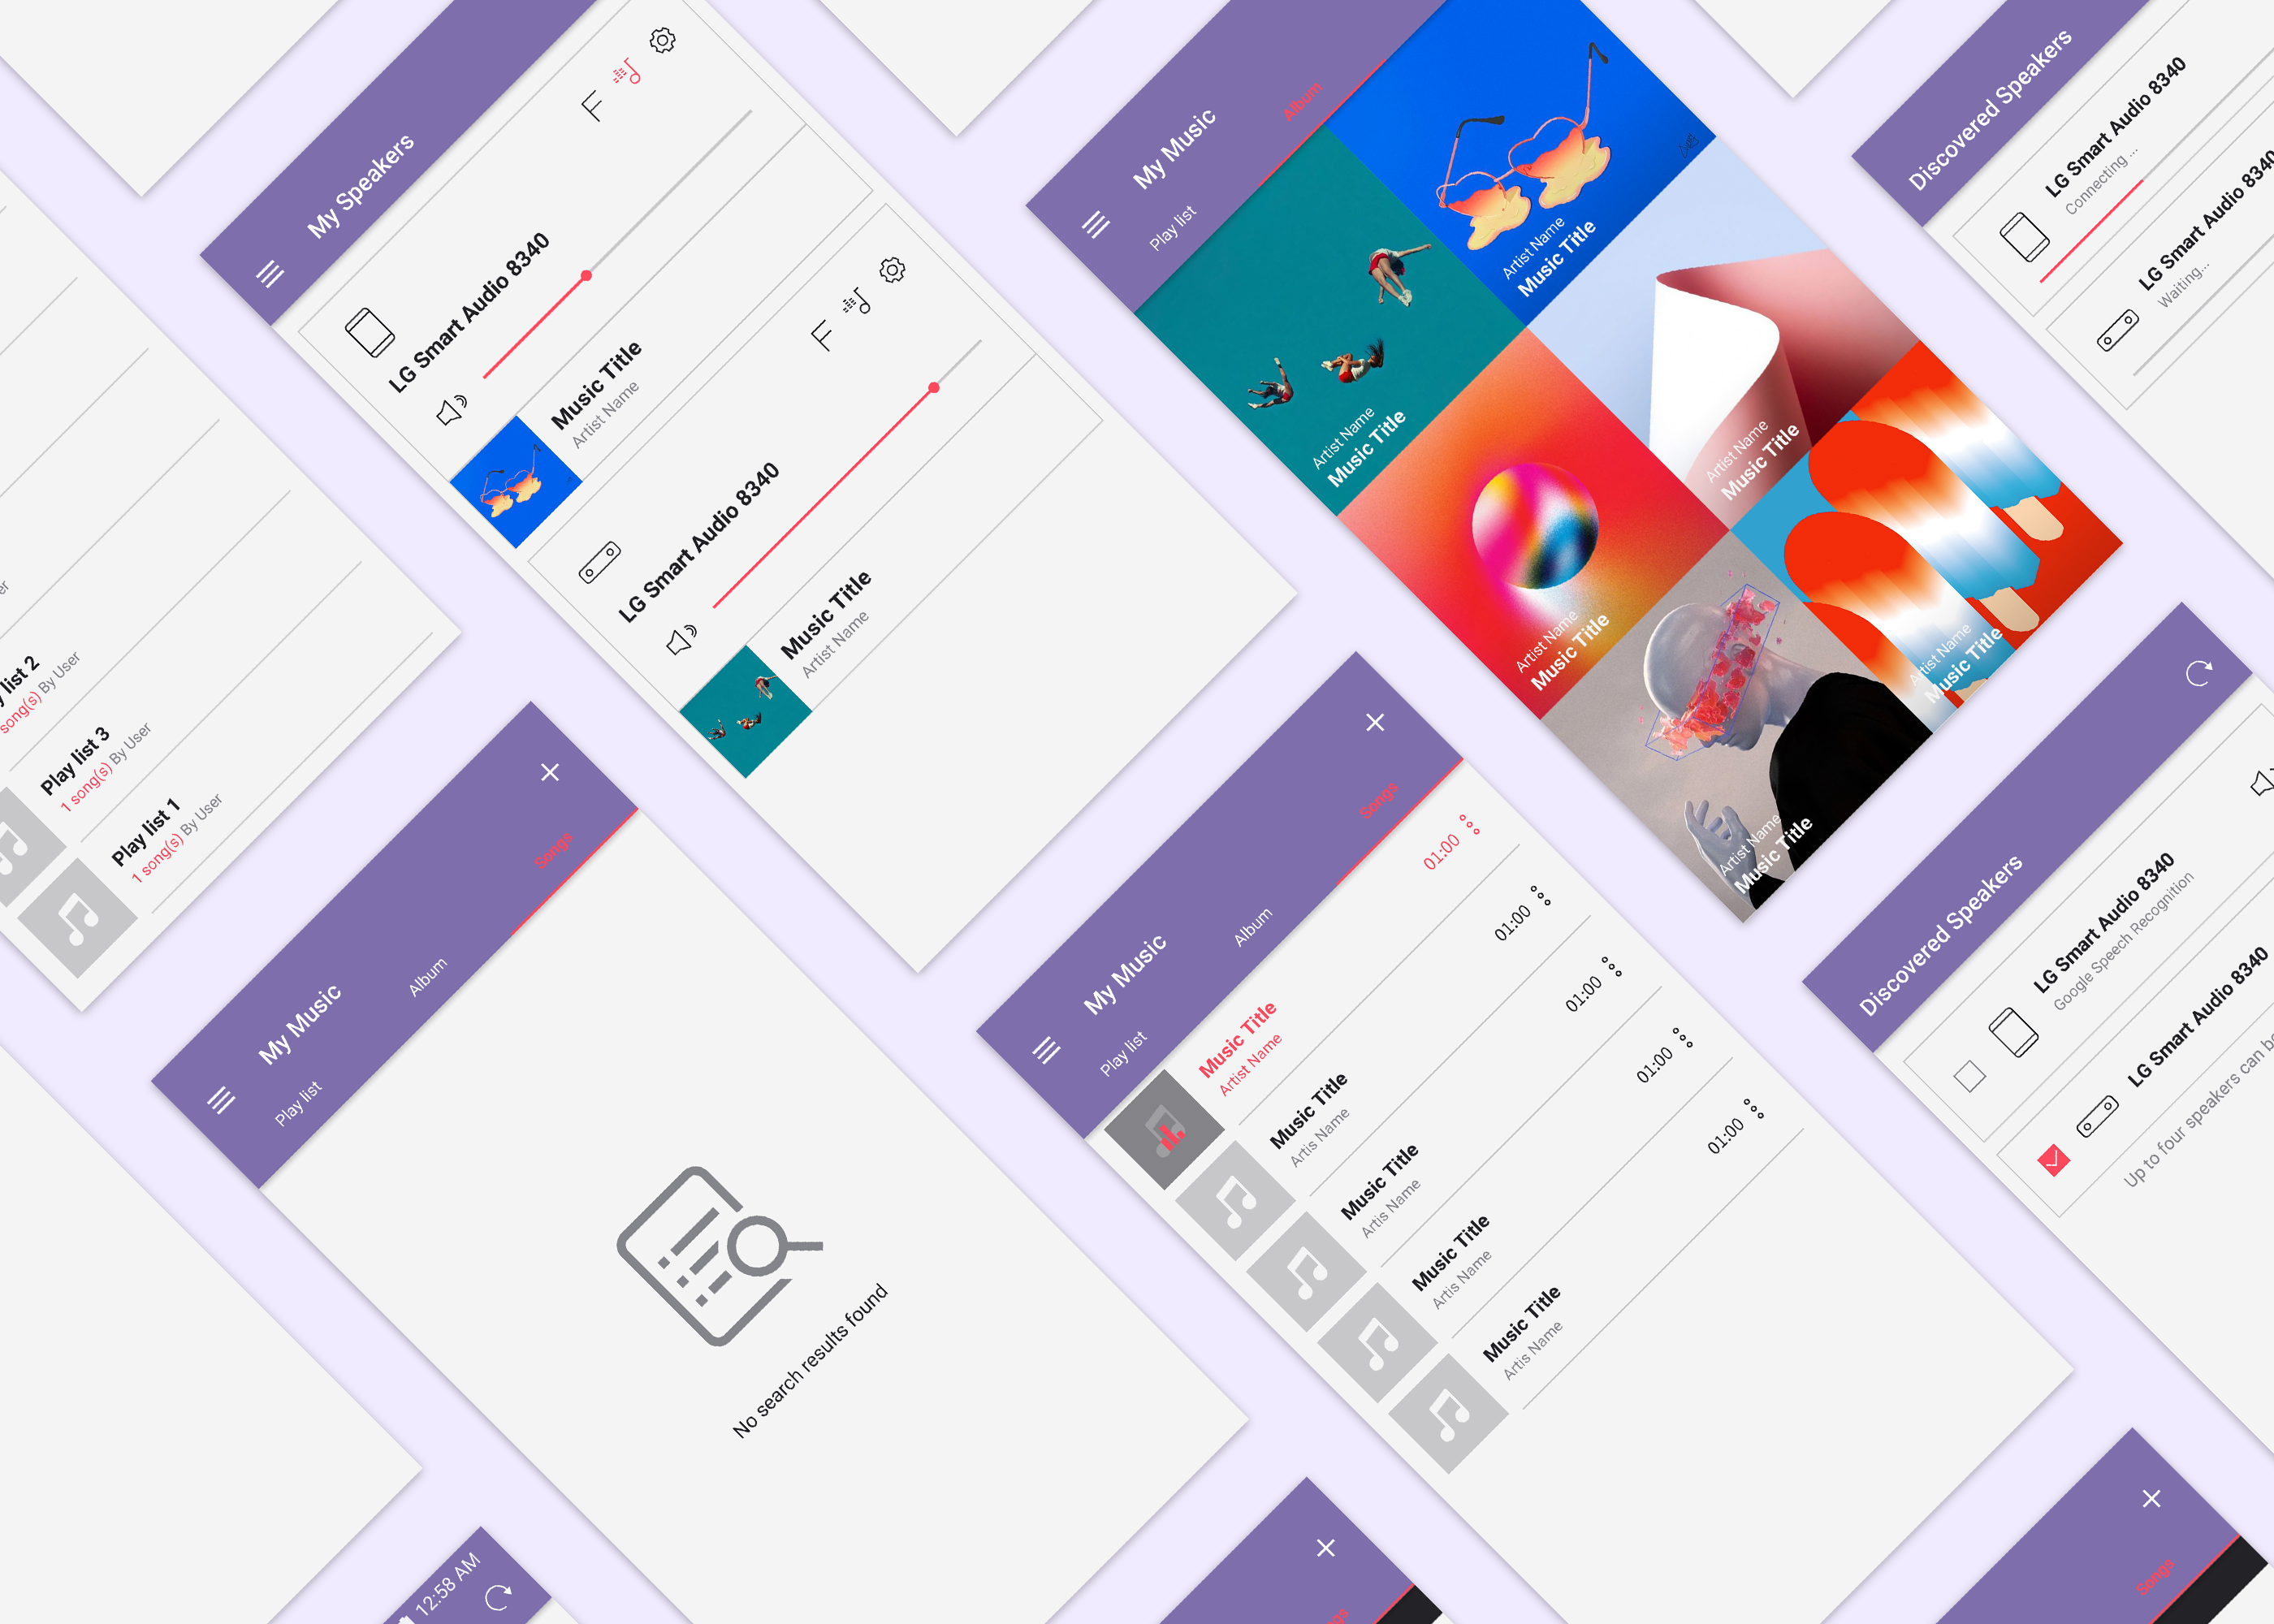 My Speakers
LG Smart Audio 8340
Music Title
Artist Name
LG Smart Audio 8340
Music Title
Artist Name
My Music
Play list
Album
Artist Name
Music Title
Artist Name
Music Title
Artist Name
Music Title
Artist Name
Music Title
Artist Name
Music Title
Artist Name
Music Title
Discovered Speakers
LG Smart Audio 8340
Connecting ...
LG Smart Audio 8340
Waiting...
list 2
song(s) By User
Play list 3
1 song(s) By User
Play list 1
1 song(s) By User
My Music
Play list
Album
Songs
No search results found
My Music
Play list
Album
Songs
Music Title
Artist Name
01:00
Music Title
Artis Name
01:00
Music Title
Artis Name
01:00
Music Title
Artis Name
01:00
Music Title
Artis Name
01:00
Discovered Speakers
LG Smart Audio 8340
Google Speech Recognition
LG Smart Audio 8340
Up to four speakers can be
12:58 AM
Songs